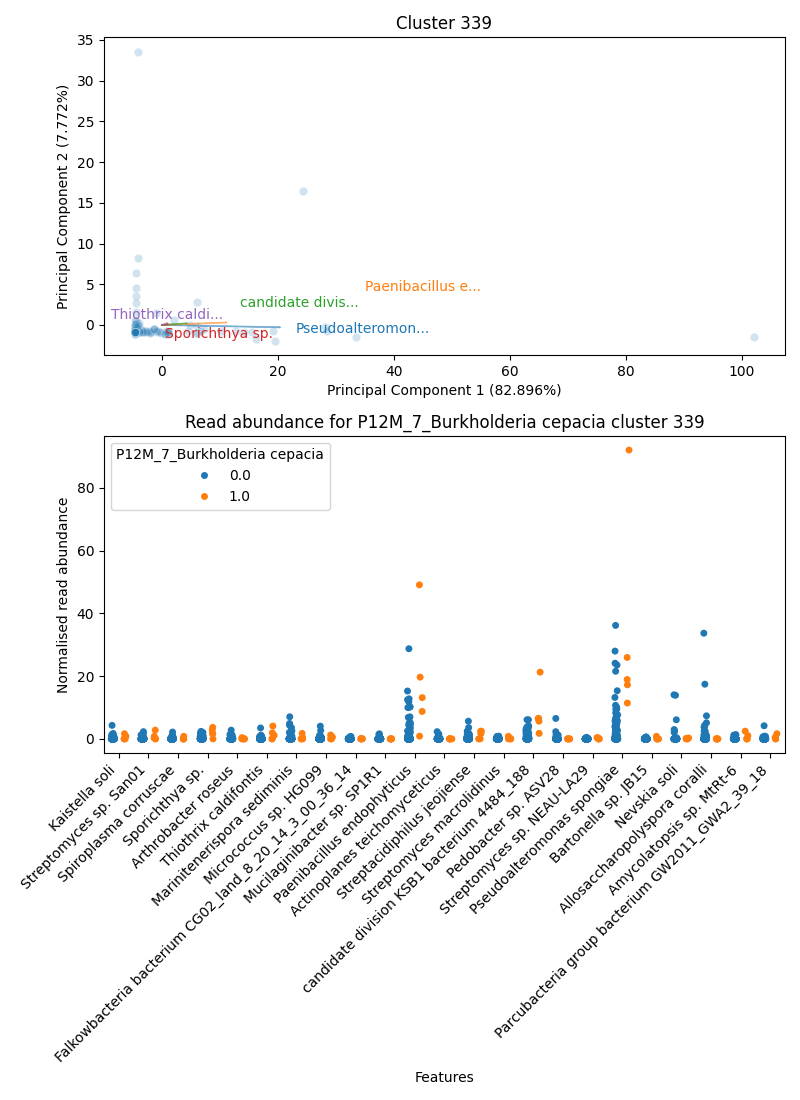 Cluster 339
35
30
25
20
15
10
5
0
Principal Component 2 (7.772%)
Paenibacillus e...
candidate divis...
Thiothrix caldi...
Pseudoalteromon...
Sporichthya sp.
0
20
40
60
80
100
Principal Component 1 (82.896%)
Read abundance for P12M_7_Burkholderia cepacia cluster 339
P12M_7_Burkholderia cepacia
0.0
1.0
80
60
40
20
0
Normalised read abundance
Kaistella soli
Streptomyces sp. San01
Spiroplasma corruscae
Sporichthya sp.
Arthrobacter roseus
Thiothrix caldifontis
Marinitenerispora sediminis
Micrococcus sp. HG099
Falkowbacteria bacterium CG02_land_8_20_14_3_00_36_14
Mucilaginibacter sp. SP1R1
Paenibacillus endophyticus
Actinoplanes teichomyceticus
Streptacidiphilus jeojiense
Streptomyces macrolidinus
candidate division KSB1 bacterium 4484_188
Pedobacter sp. ASV28
Streptomyces sp. NEAU-LA29
Pseudoalteromonas spongiae
Bartonella sp. JB15
Nevskia soli
Allosaccharopolyspora coralli
Amycolatopsis sp. MtRt-6
Parcubacteria group bacterium GW2011_GWA2_39_18
Features